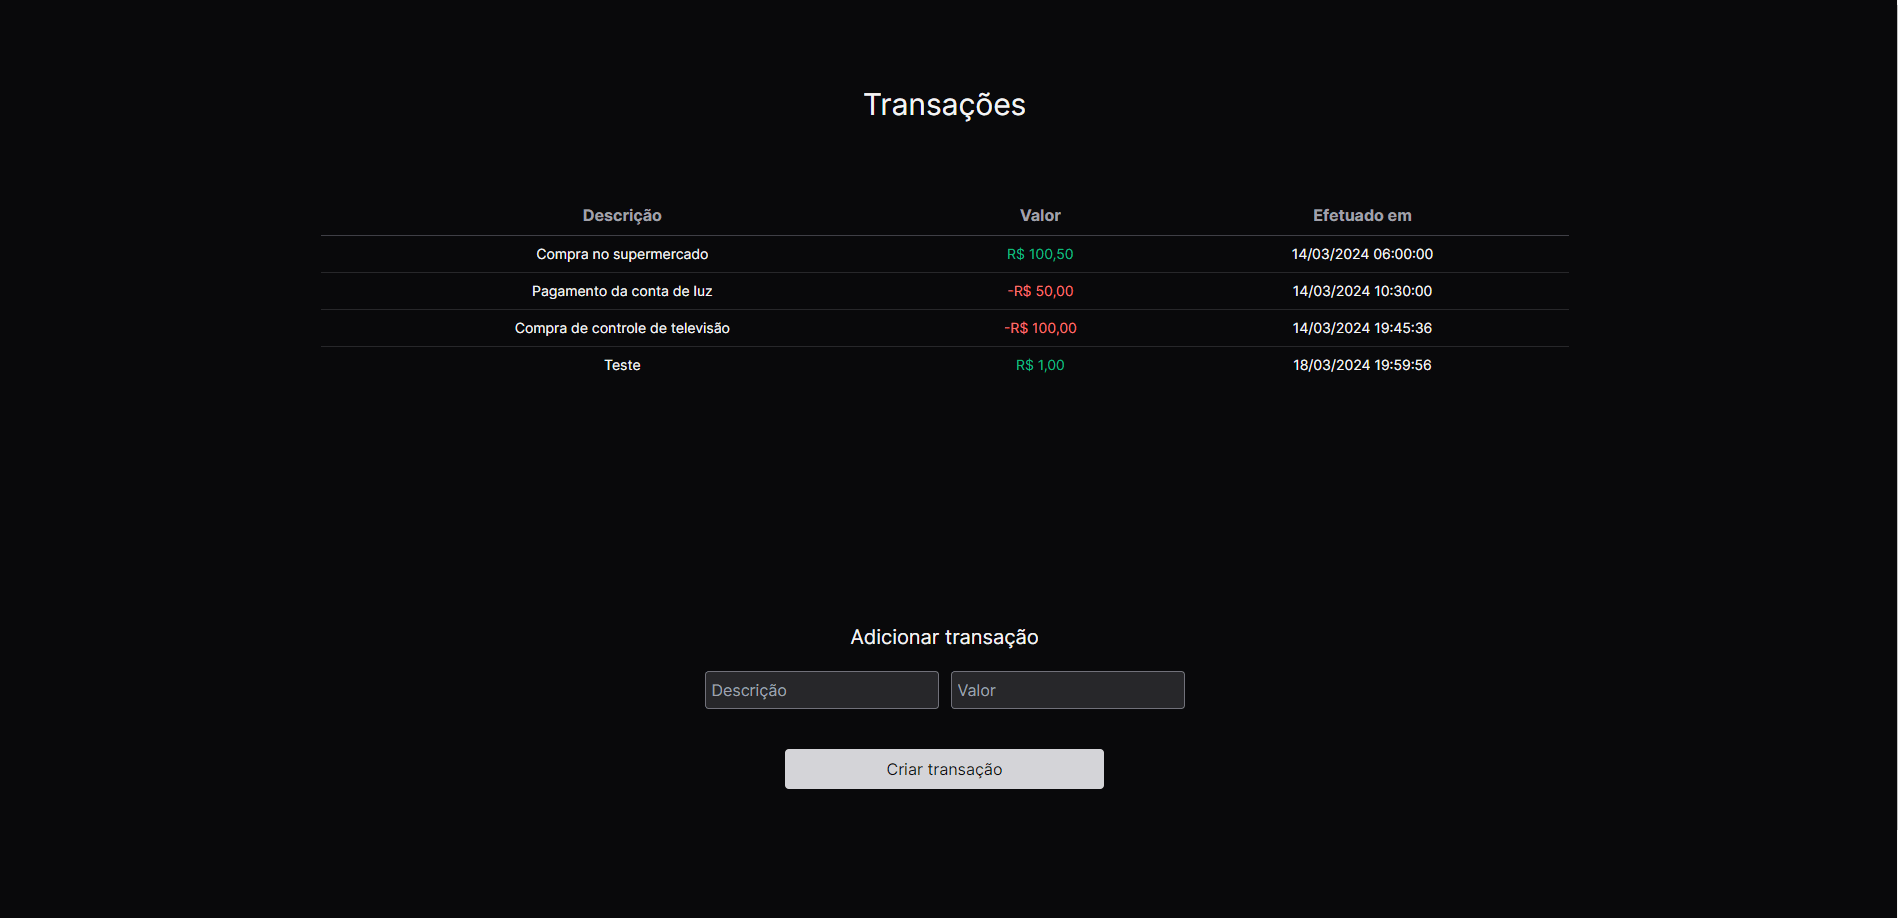 Transações
Descrição Valor Efetuado em
Compra no supermercado R$ 100,50 14/03/2024 06:00:00
Pagamento da conta de luz -R$ 50,00 14/03/2024 10:30:00
Compra de controle de televisão -R$ 100,00 14/03/2024 19:45:36
Teste R$ 1,00 18/03/2024 19:59:56
Adicionar transação
Descrição Valor
Criar transação